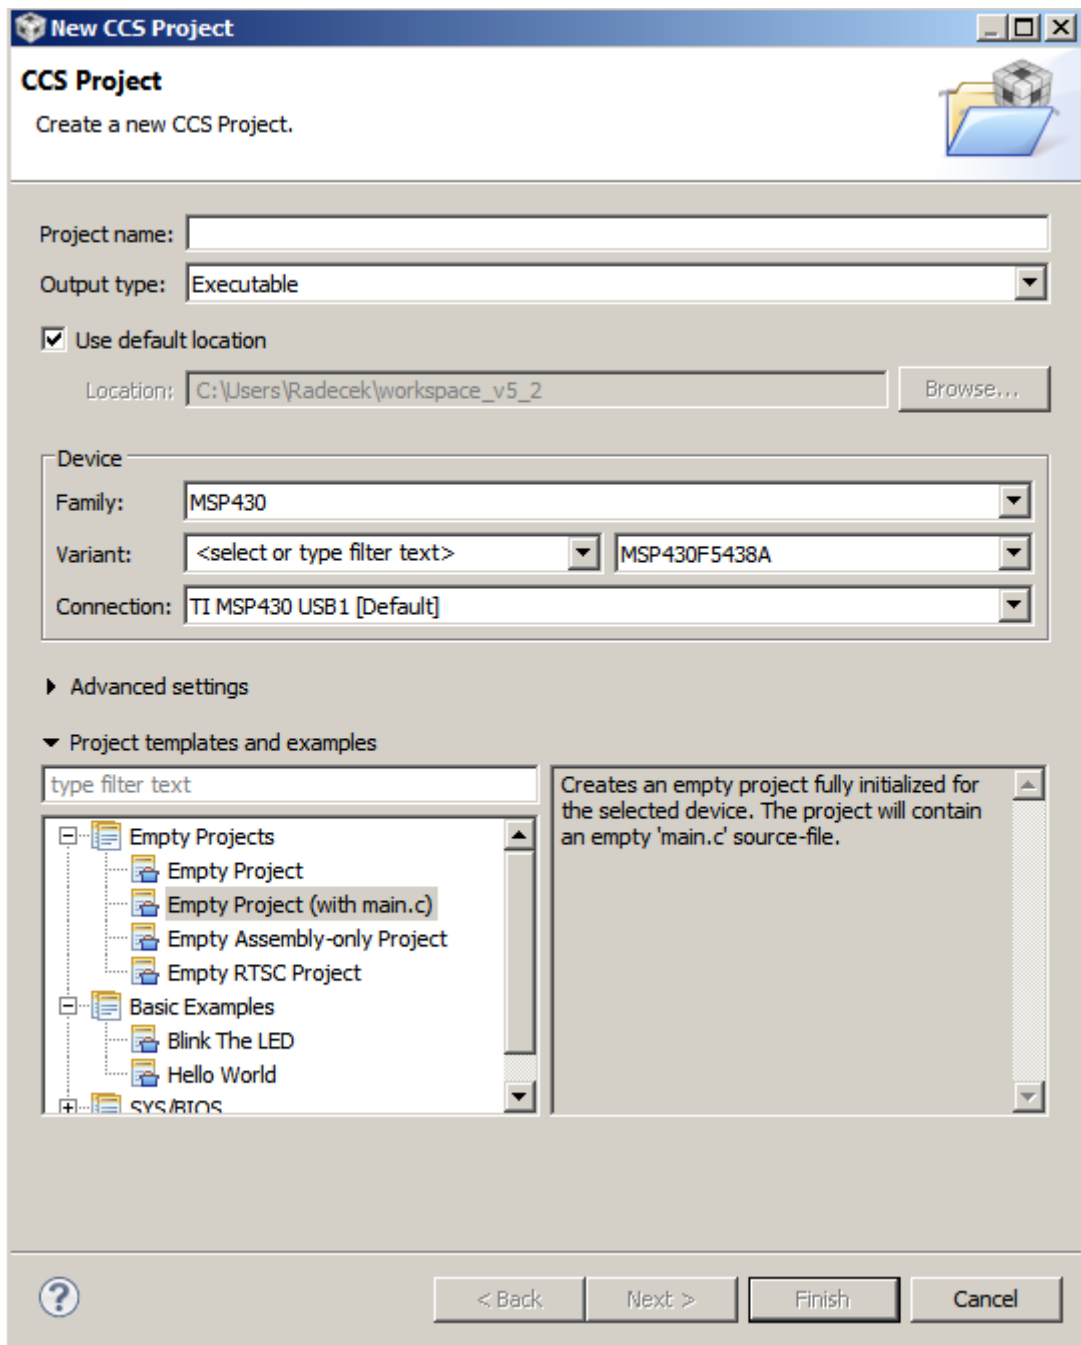 New CCS Project
CCS Project
Create a new CCS Project.
Project name:
Output type: Executable
Use default location
Location: C:\Users\Radecek\workspace_v5_2 Browse...
Device
Family: MSP430
Variant: <select or type filter text> MSP430F5438A
Connection: TI MSP430 USB1 [Default]
Advanced settings
Project templates and examples
type filter text
Empty Projects
Empty Project
Empty Project (with main.c)
Empty Assembly-only Project
Empty RTSC Project
Basic Examples
Blink The LED
Hello World
SYS/BIOS
Creates an empty project fully initialized for
the selected device. The project will contain
an empty 'main.c' source-file.
? < Back Next > Finish Cancel